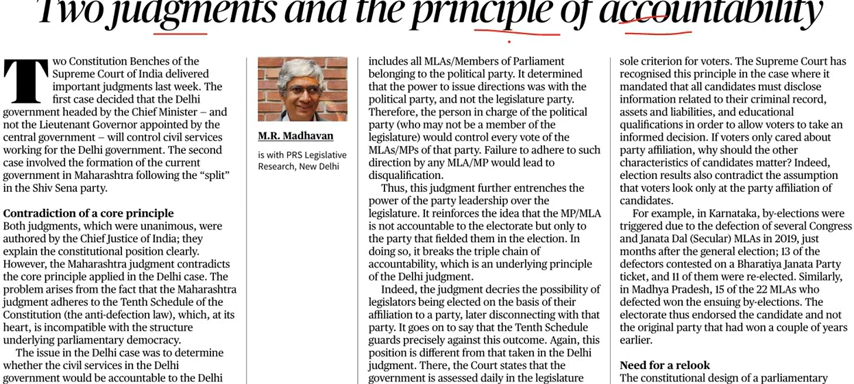 Two judgments and the principle of accountability
Two Constitution Benches of the
Supreme Court of India delivered
important judgments last week. The
first case decided that the Delhi
government headed by the Chief Minister — and
not the Lieutenant Governor appointed by the
central government — will control civil services
working for the Delhi government. The second
case involved the formation of the current
government in Maharashtra following the “split”
in the Shiv Sena party.
Contradiction of a core principle
Both judgments, which were unanimous, were
authored by the Chief Justice of India; they
explain the constitutional position clearly.
However, the Maharashtra judgment contradicts
the core principle applied in the Delhi case. The
problem arises from the fact that the Maharashtra
judgment adheres to the Tenth Schedule of the
Constitution (the anti-defection law), which, at its
heart, is incompatible with the structure
underlying parliamentary democracy.
The issue in the Delhi case was to determine
whether the civil services in the Delhi
government would be accountable to the Delhi
M.R. Madhavan
is with PRS Legislative
Research, New Delhi
includes all MLAs/Members of Parliament
belonging to the political party. It determined
that the power to issue directions was with the
political party, and not the legislature party.
Therefore, the person in charge of the political
party (who may not be a member of the
legislature) would control every vote of the
MLAs/MPs of that party. Failure to adhere to such
direction by any MLA/MP would lead to
disqualification.
Thus, this judgment further entrenches the
power of the party leadership over the
legislature. It reinforces the idea that the MP/MLA
is not accountable to the electorate but only to
the party that fielded them in the election. In
doing so, it breaks the triple chain of
accountability, which is an underlying principle
of the Delhi judgment.
Indeed, the judgment decries the possibility of
legislators being elected on the basis of their
affiliation to a party, later disconnecting with that
party. It goes on to say that the Tenth Schedule
guards precisely against this outcome. Again, this
position is different from that taken in the Delhi
judgment. There, the Court states that the
government is assessed daily in the legislature
sole criterion for voters. The Supreme Court has
recognised this principle in the case where it
mandated that all candidates must disclose
information related to their criminal record,
assets and liabilities, and educational
qualifications in order to allow voters to take an
informed decision. If voters only cared about
party affiliation, why should the other
characteristics of candidates matter? Indeed,
election results also contradict the assumption
that voters look only at the party affiliation of
candidates.
For example, in Karnataka, by-elections were
triggered due to the defection of several Congress
and Janata Dal (Secular) MLAs in 2019, just
months after the general election; 13 of the
defectors contested on a Bharatiya Janata Party
ticket, and 11 of them were re-elected. Similarly,
in Madhya Pradesh, 15 of the 22 MLAs who
defected won the ensuing by-elections. The
electorate thus endorsed the candidate and not
the original party that had won a couple of years
earlier.
Need for a relook
The constitutional design of a parliamentary